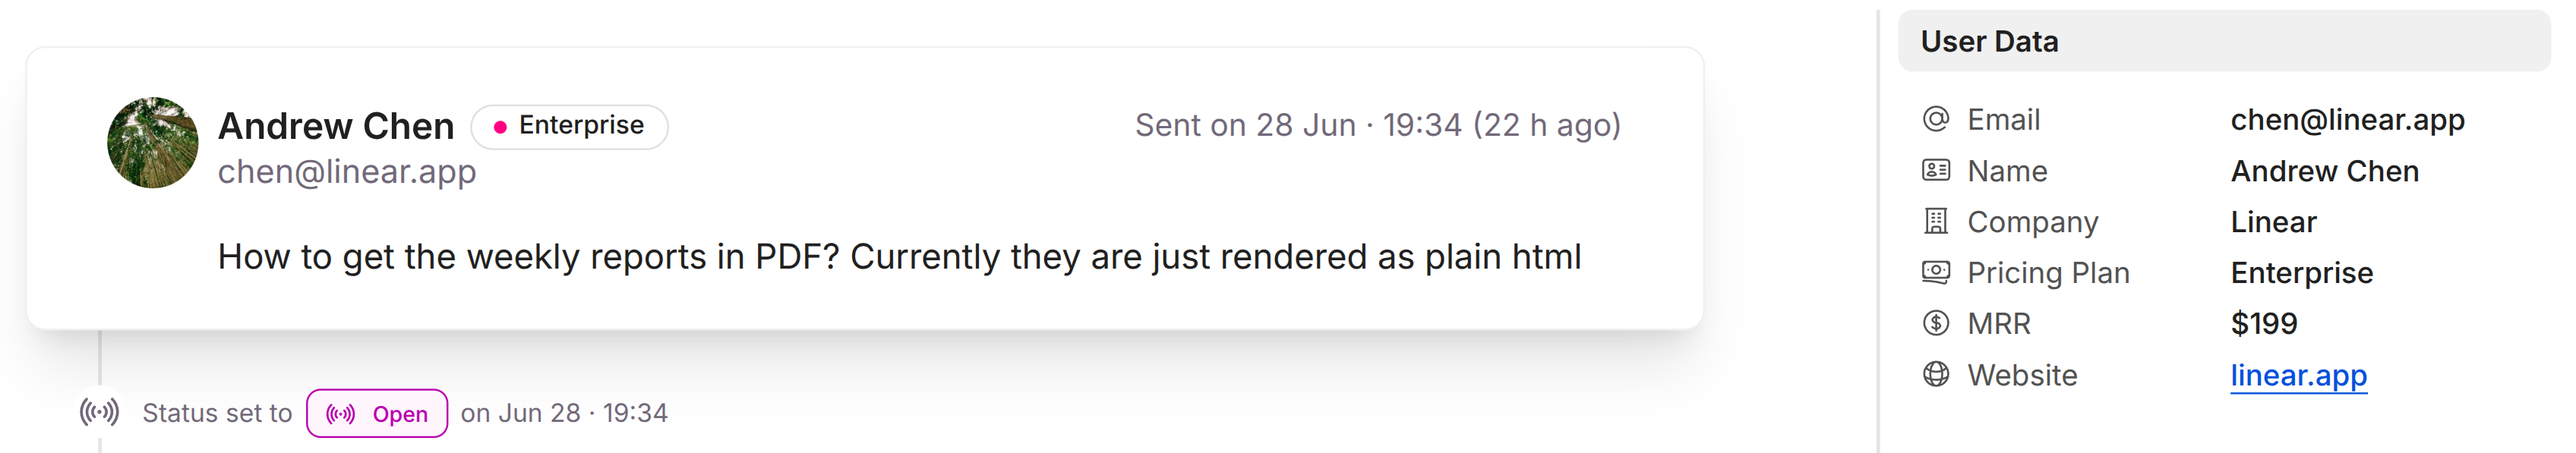 Andrew Chen Enterprise Sent on 28 Jun · 19:34 (22 h ago)
chen@linear.app
How to get the weekly reports in PDF? Currently they are just rendered as plain html
Status set to Open on Jun 28 · 19:34
User Data
Email chen@linear.app
Name Andrew Chen
Company Linear
Pricing Plan Enterprise
MRR $199
Website linear.app